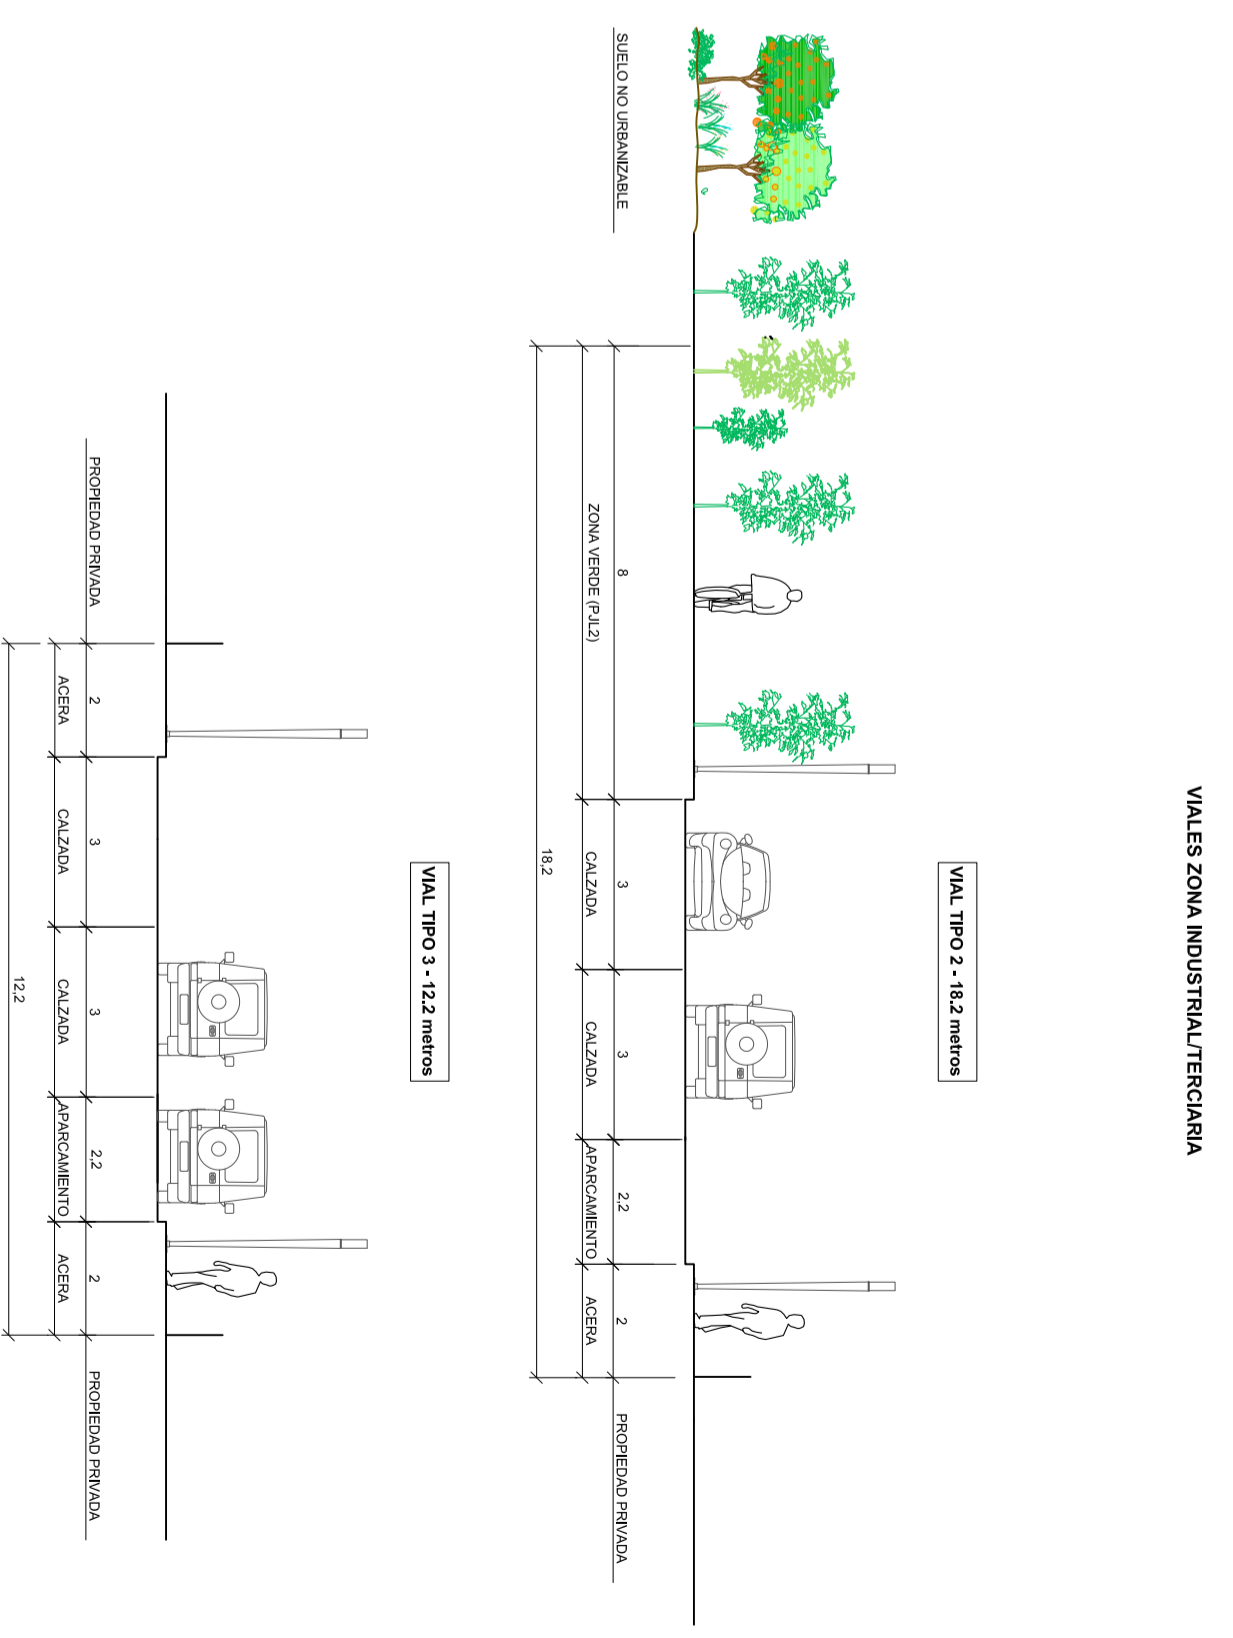 VIALES ZONA INDUSTRIAL/TERCIARIA
VIAL TIPO 2 - 18.2 metros
8
3
3
2,2
2
SUELO NO URBANIZABLE
ZONA VERDE (PJL2)
CALZADA
CALZADA
APARCAMIENTO
ACERA
PROPIEDAD PRIVADA
18,2
VIAL TIPO 3 - 12.2 metros
PROPIEDAD PRIVADA
2
3
3
2,2
2
PROPIEDAD PRIVADA
ACERA
CALZADA
CALZADA
APARCAMIENTO
ACERA
12,2